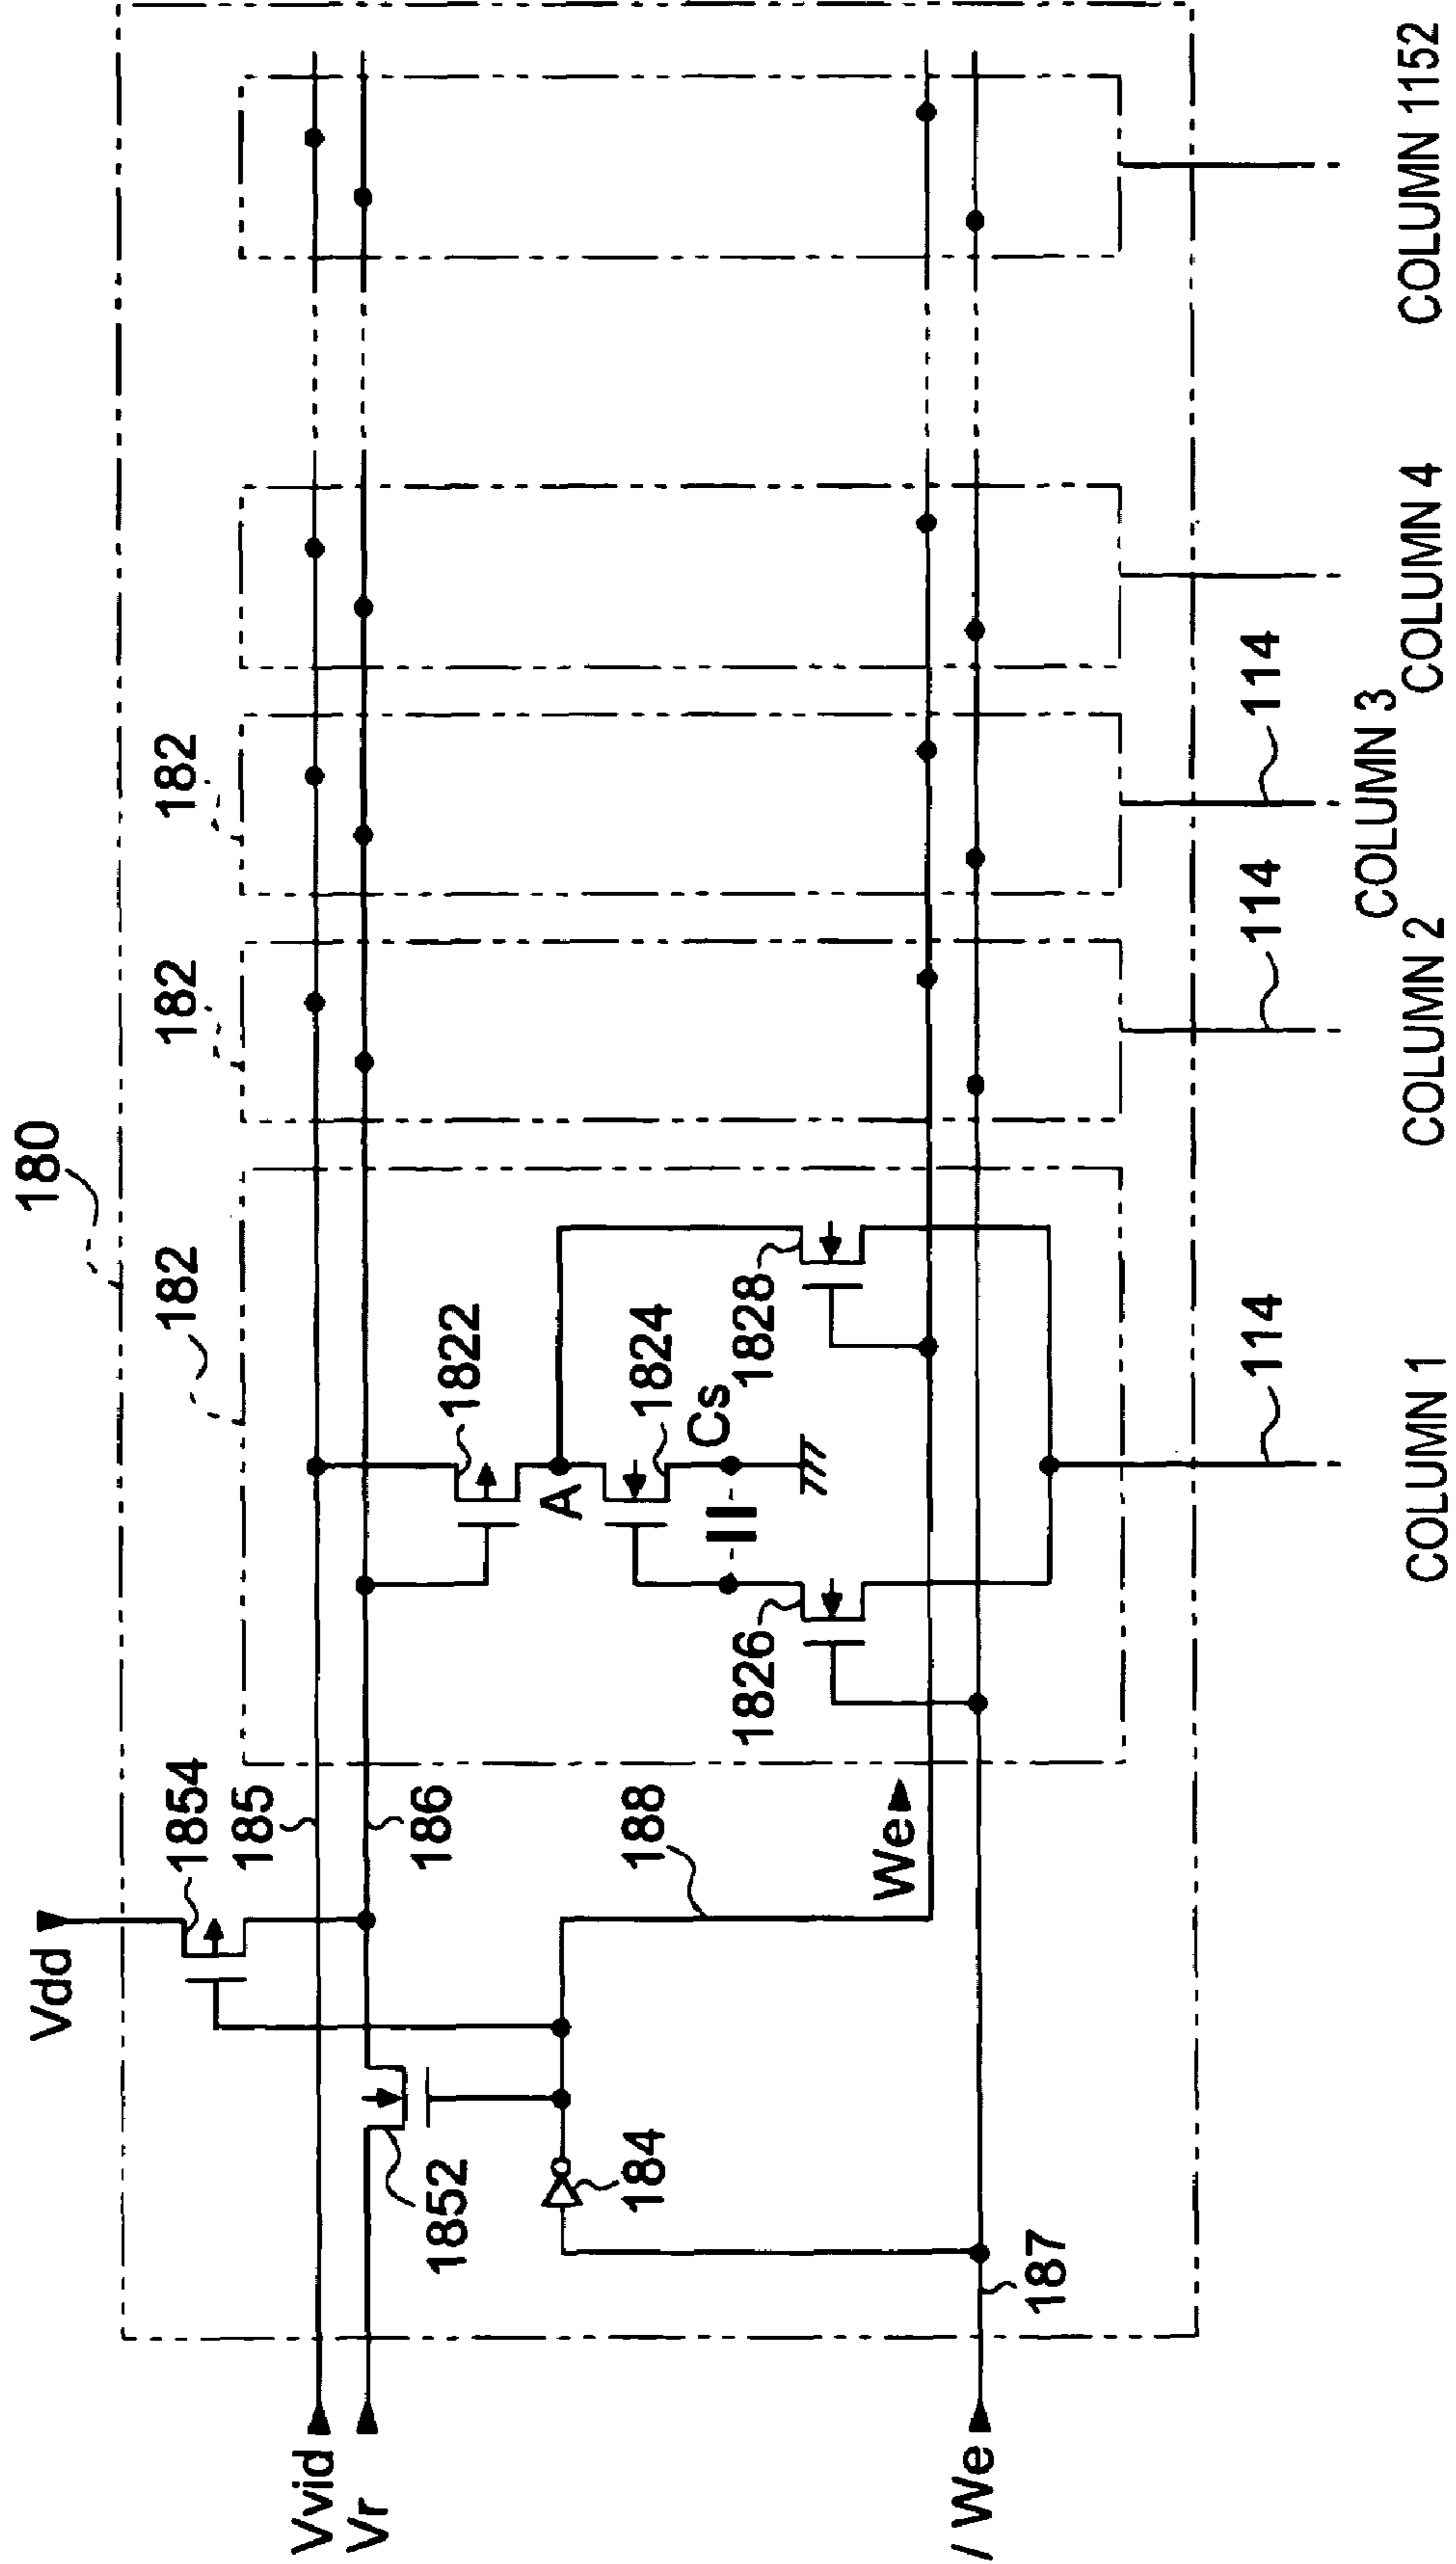 180
Vdd
1854
182
182
182
185
Vvid
Vr
186
1852
1822
A
1824
Cs
184
188
1826
1828
We
/ We
187
114
114
114
COLUMN 1
COLUMN 2
COLUMN 3
COLUMN 4
COLUMN 1152